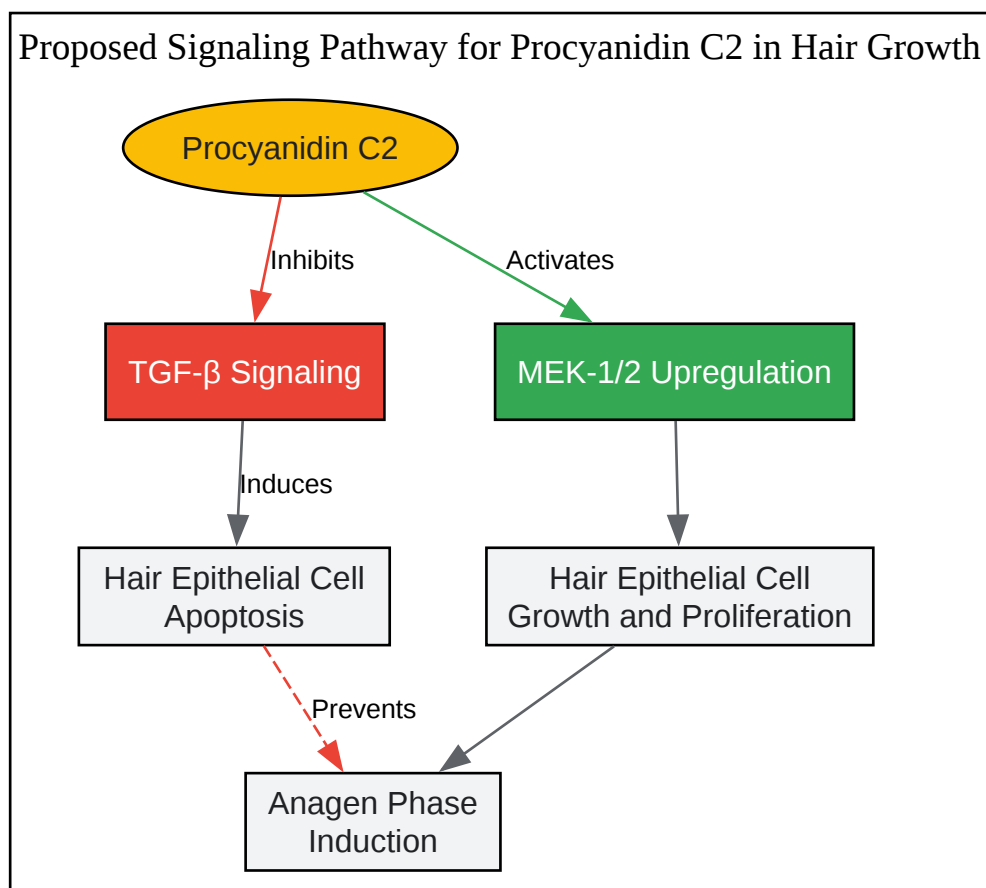 Proposed Signaling Pathway for Procyanidin C2 in Hair Growth
Procyanidin C2
Inhibits
Activates
TGF-β Signaling
MEK-1/2 Upregulation
Induces
Hair Epithelial Cell
Apoptosis
Hair Epithelial Cell
Growth and Proliferation
Prevents
Anagen Phase
Induction